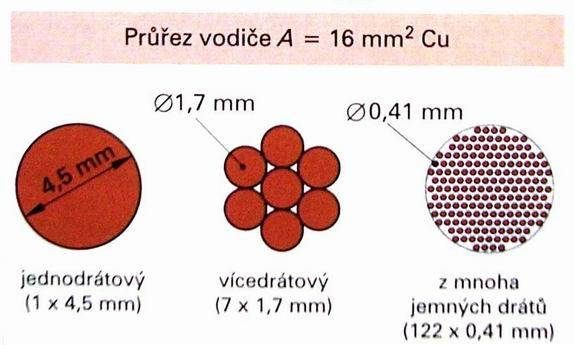 Průřez vodiče A = 16 mm² Cu
Ø1,7 mm
Ø0,41 mm
4,5 mm
jednodrátový
(1 x 4,5 mm)
vícedrátový
(7 x 1,7 mm)
z mnoha
jemných drátů
(122 x 0,41 mm)